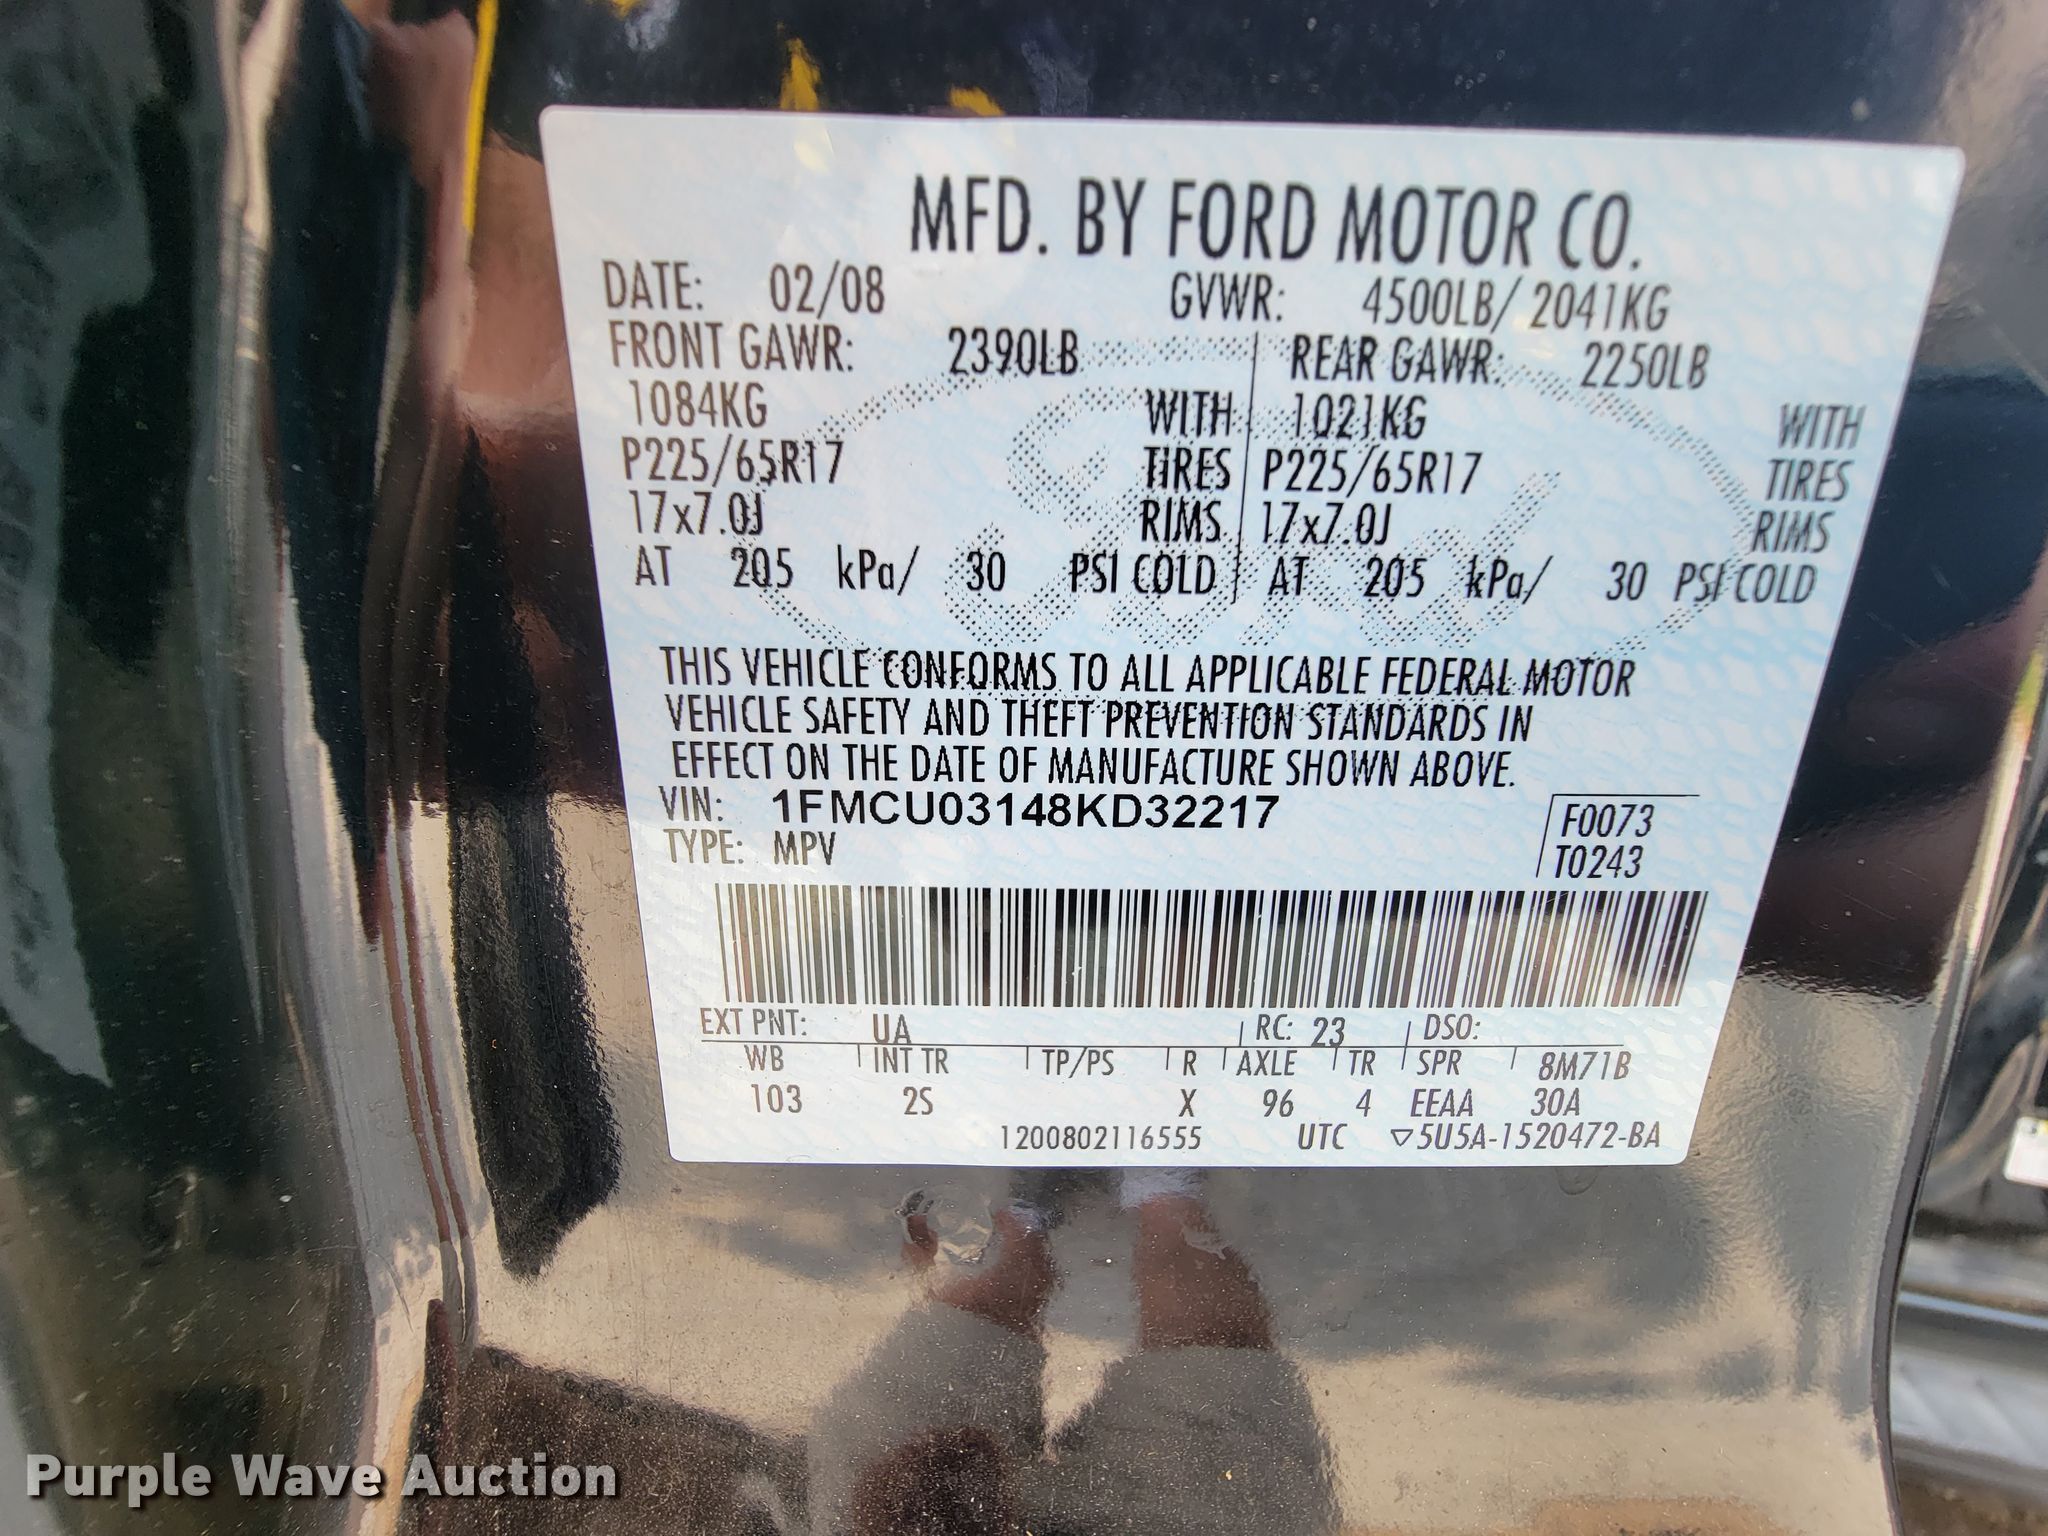 MFD. BY FORD MOTOR CO.
DATE: 02/08 GVWR: 4500LB/ 2041KG
FRONT GAWR: 2390LB REAR GAWR: 2250LB
1084KG WITH 1021KG WITH
P225/65R17 TIRES P225/65R17 TIRES
17x7.0J RIMS 17x7.0J RIMS
AT 205 kPa/ 30 PSI COLD AT 205 kPa/ 30 PSI COLD
Ford
THIS VEHICLE CONFORMS TO ALL APPLICABLE FEDERAL MOTOR
VEHICLE SAFETY AND THEFT PREVENTION STANDARDS IN
EFFECT ON THE DATE OF MANUFACTURE SHOWN ABOVE.
VIN: 1FMCU03148KD32217 F0073
TYPE: MPV T0243
EXT PNT: UA RC: 23 DSO:
WB INT TR TP/PS R AXLE TR SPR 8M71B
103 2S X 96 4 EEAA 30A
1200802116555 UTC ▽5U5A-1520472-BA
Purple Wave Auction